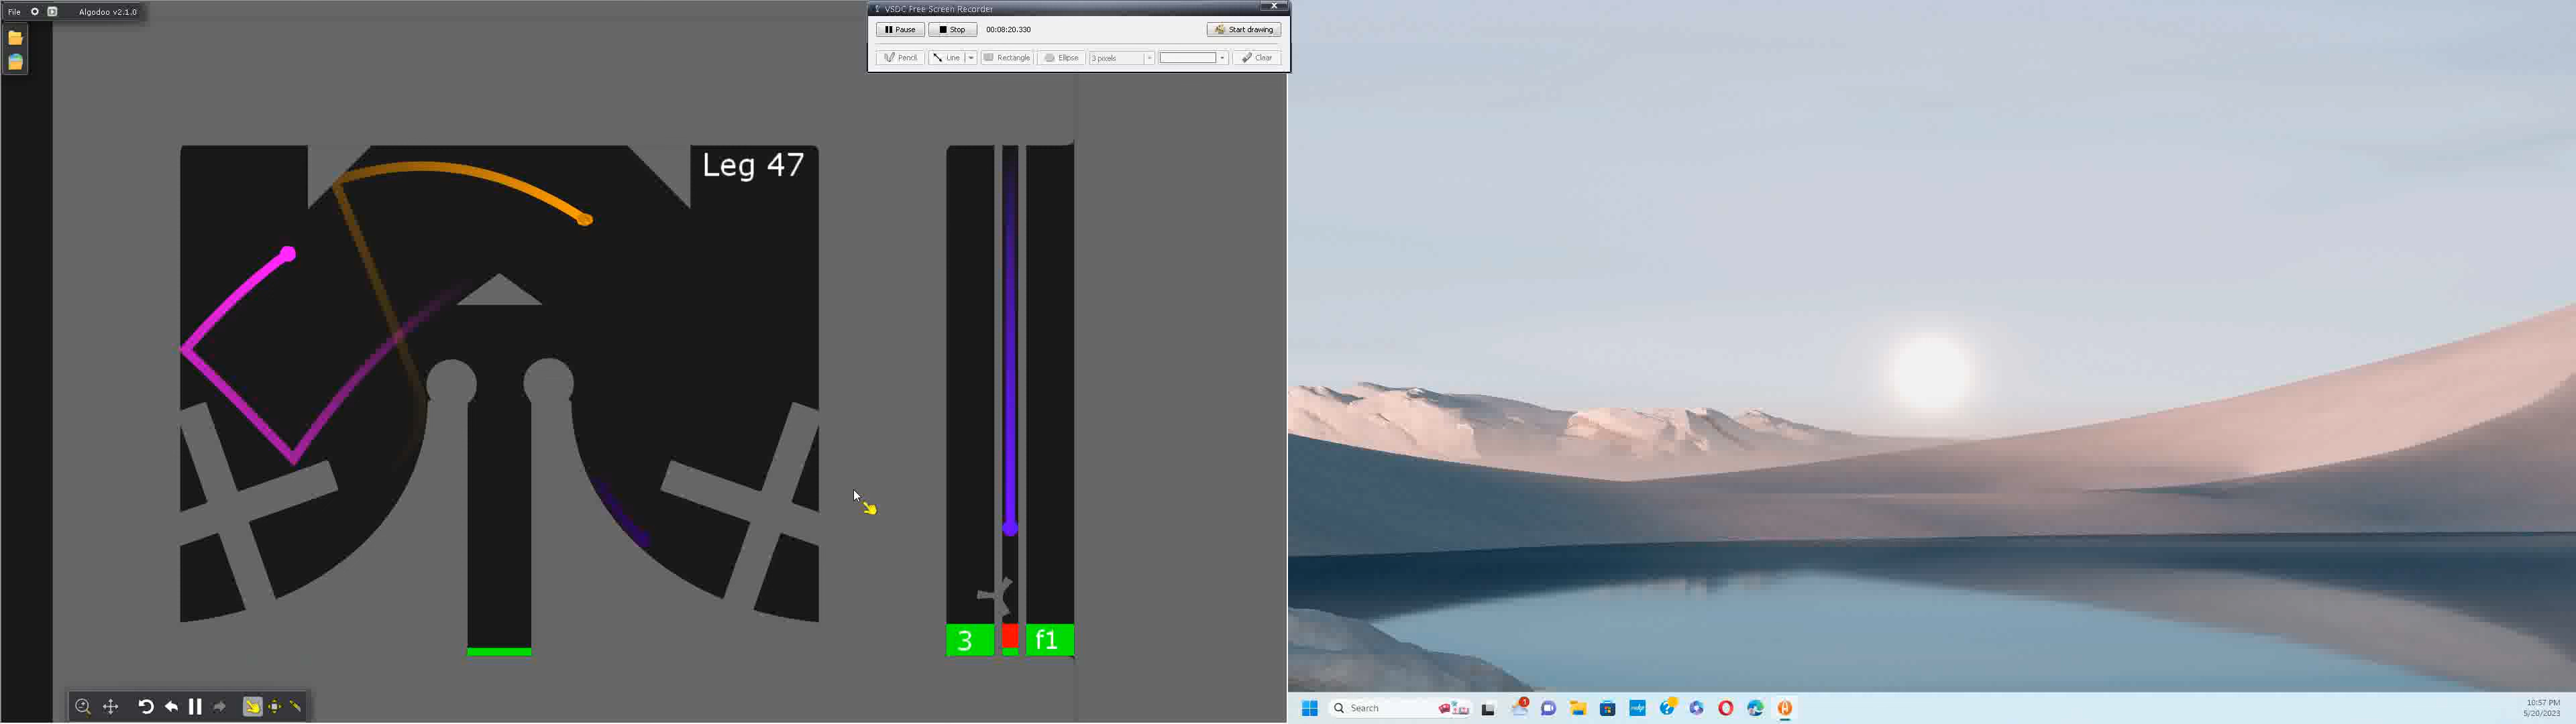 File Algodoo v2.1.0
VSDC Free Screen Recorder
Pause Stop 00:08:20.330 Start drawing
Pencil Line Rectangle Ellipse 3 pixels Clear
Leg 47
3 f1
Search
10:57 PM
5/20/2023